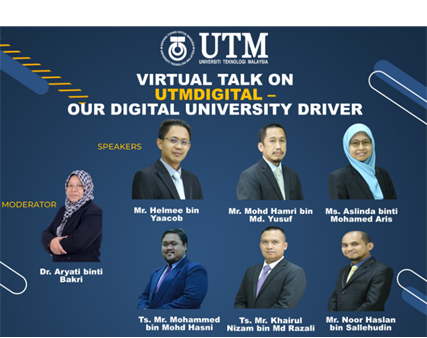 UTM
UNIVERSITI TEKNOLOGI MALAYSIA
VIRTUAL TALK ON
UTMDIGITAL –
OUR DIGITAL UNIVERSITY DRIVER
SPEAKERS
MODERATOR
Mr. Helmee bin
Yaacob
Mr. Mohd Hamri bin
Md. Yusuf
Ms. Aslinda binti
Mohamed Aris
Dr. Aryati binti
Bakri
Ts. Mr. Mohammed
bin Mohd Hasni
Ts. Mr. Khairul
Nizam bin Md Razali
Mr. Noor Haslan
bin Sallehudin